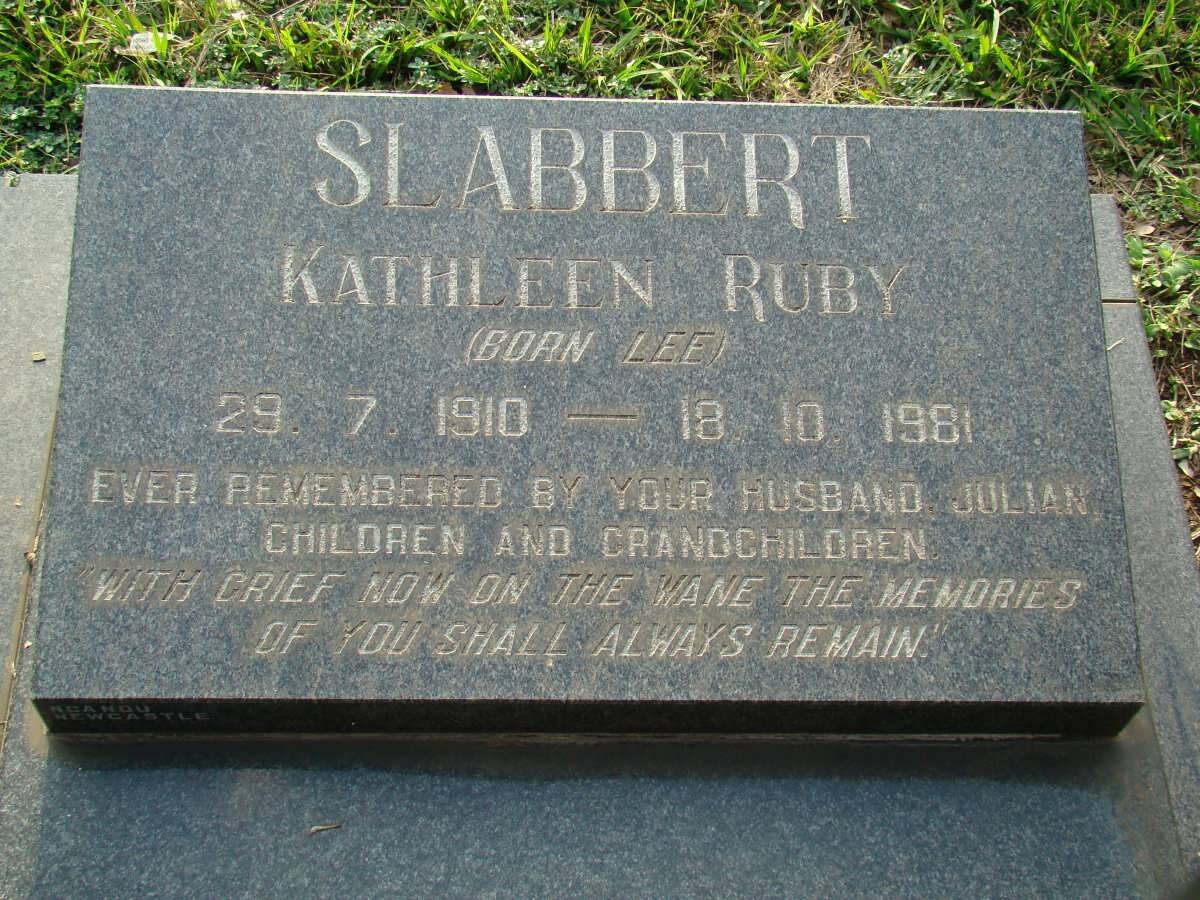 SLABBERT
KATHLEEN RUBY
(BORN LEE)
29. 7. 1910 — 18. 10. 1981
EVER REMEMBERED BY YOUR HUSBAND, JULIAN,
CHILDREN AND GRANDCHILDREN.
"WITH GRIEF NOW ON THE WANE THE MEMORIES
OF YOU SHALL ALWAYS REMAIN."
NCANDU
NEWCASTLE